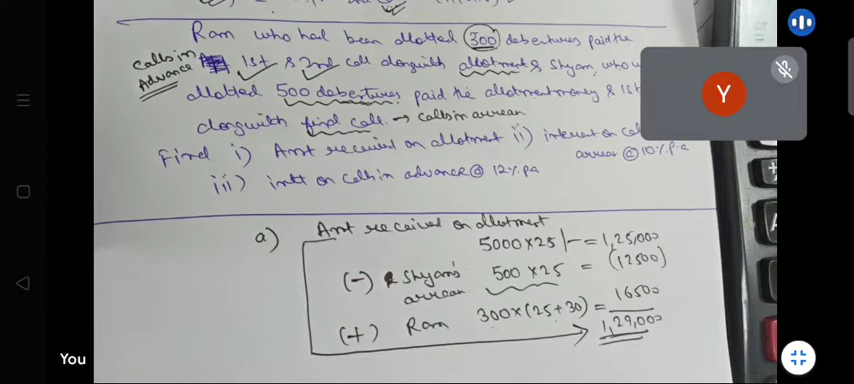 Ram who had been allotted 300 debentures paid the
Calls in Advance 1st & 2nd call alongwith allotment & Shyam, who w
allotted 500 debentures paid the allotment money & 1st
alongwith final call. → calls in arrear
Find i) Amt received on allotment ii) interest on cal
arrear @ 10% p.a
iii) intt on calls in advance @ 12% pa
a) Amt received on allotment
5000 × 25/- = 1,25,000
(-) Shyam's arrear 500 × 25 = (12500)
(+) Ram 300 × (25 + 30) = 16500
1,29,000
Y
You